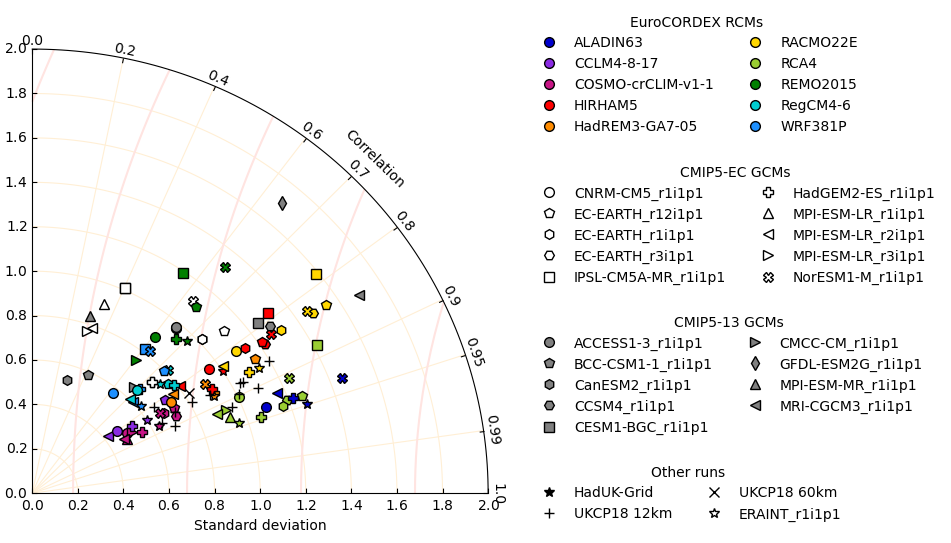 0.0
0.2
0.4
0.6
Correlation
0.7
0.8
0.9
0.95
0.99
1.0
2.0
1.8
1.6
1.4
1.2
1.0
0.8
0.6
0.4
0.2
0.0
0.0 0.2 0.4 0.6 0.8 1.0 1.2 1.4 1.6 1.8 2.0
Standard deviation
EuroCORDEX RCMs
ALADIN63 RACMO22E
CCLM4-8-17 RCA4
COSMO-crCLIM-v1-1 REMO2015
HIRHAM5 RegCM4-6
HadREM3-GA7-05 WRF381P
CMIP5-EC GCMs
CNRM-CM5_r1i1p1 HadGEM2-ES_r1i1p1
EC-EARTH_r12i1p1 MPI-ESM-LR_r1i1p1
EC-EARTH_r1i1p1 MPI-ESM-LR_r2i1p1
EC-EARTH_r3i1p1 MPI-ESM-LR_r3i1p1
IPSL-CM5A-MR_r1i1p1 NorESM1-M_r1i1p1
CMIP5-13 GCMs
ACCESS1-3_r1i1p1 CMCC-CM_r1i1p1
BCC-CSM1-1_r1i1p1 GFDL-ESM2G_r1i1p1
CanESM2_r1i1p1 MPI-ESM-MR_r1i1p1
CCSM4_r1i1p1 MRI-CGCM3_r1i1p1
CESM1-BGC_r1i1p1
Other runs
HadUK-Grid UKCP18 60km
UKCP18 12km ERAINT_r1i1p1